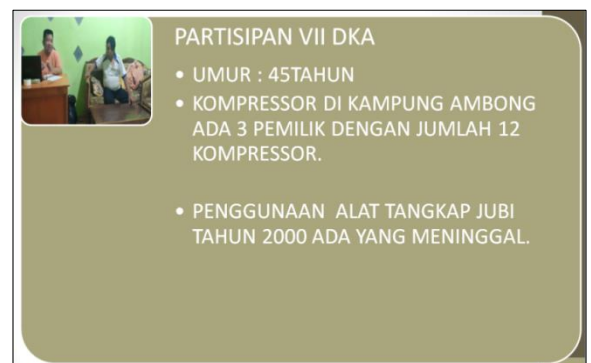 PARTISIPAN VII DKA
• UMUR : 45TAHUN
• KOMPRESSOR DI KAMPUNG AMBONG
ADA 3 PEMILIK DENGAN JUMLAH 12
KOMPRESSOR.
• PENGGUNAAN ALAT TANGKAP JUBI
TAHUN 2000 ADA YANG MENINGGAL.